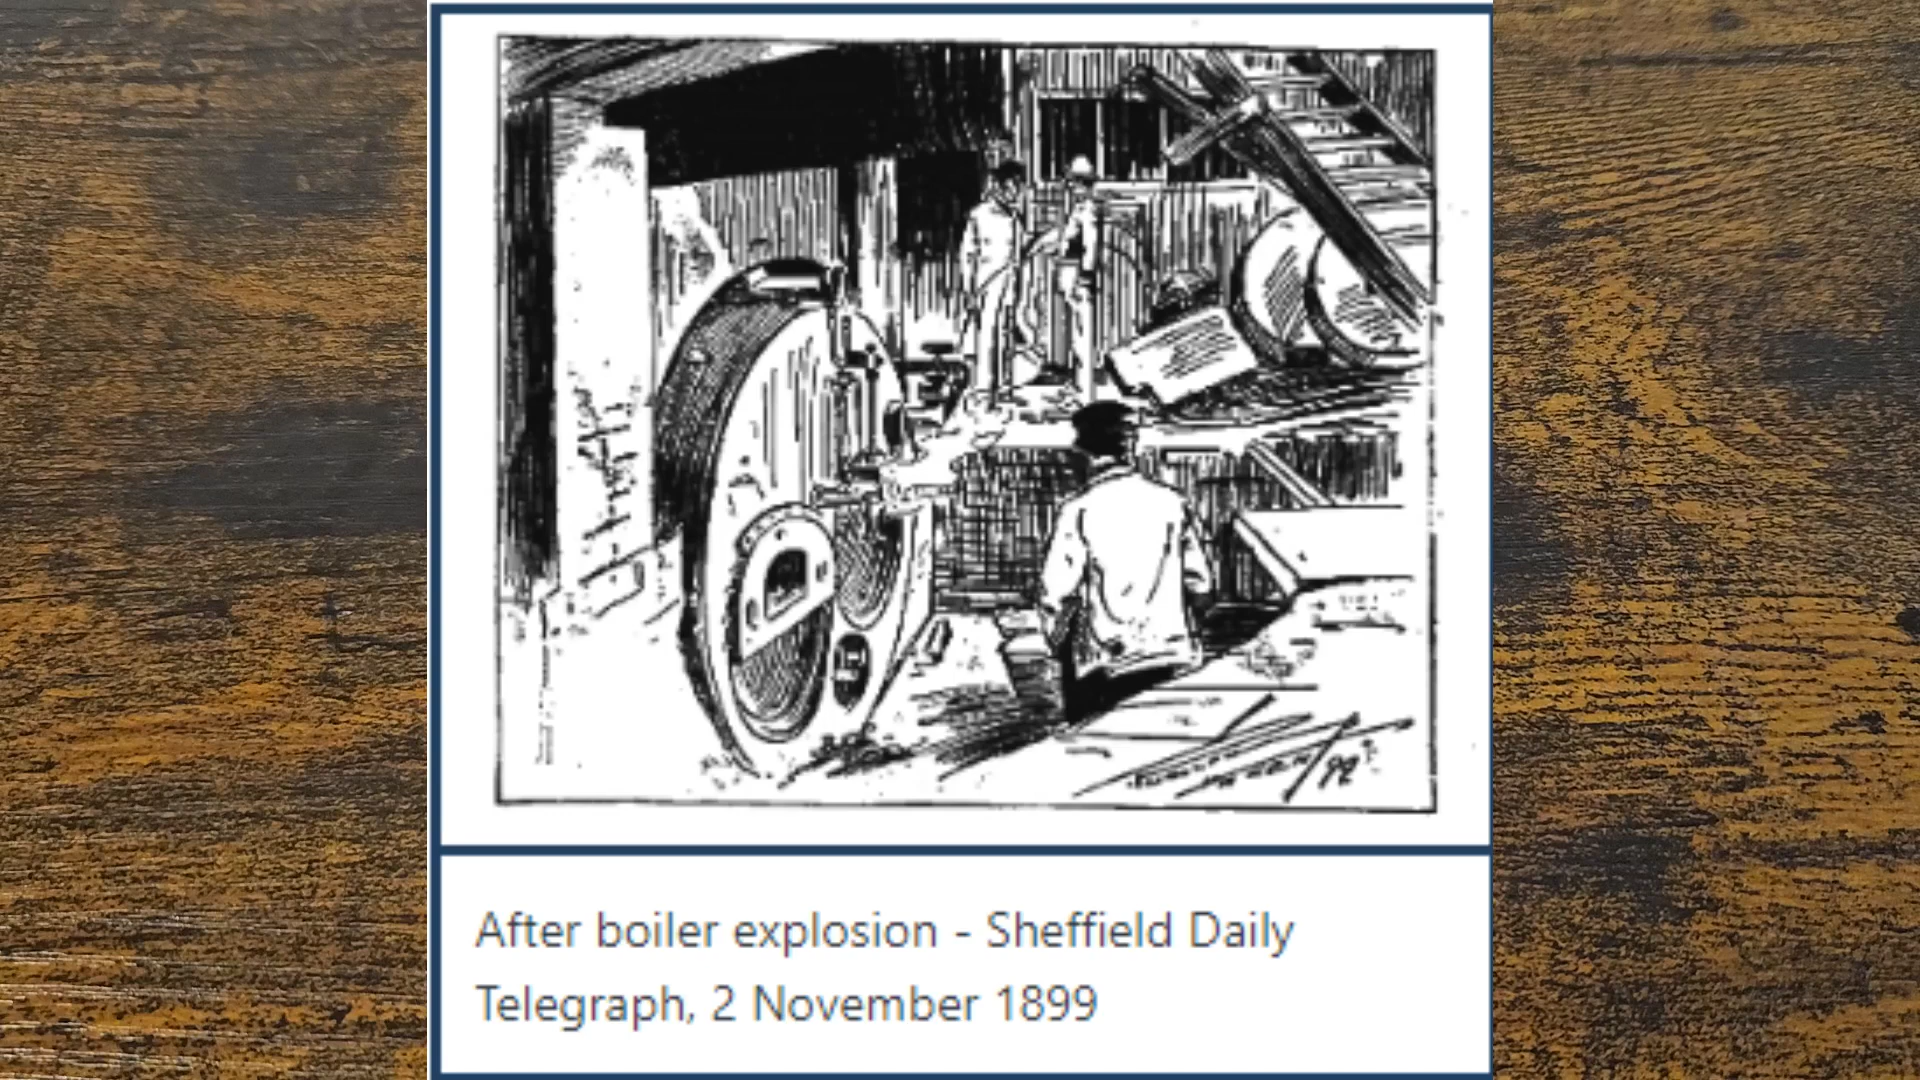 After boiler explosion - Sheffield Daily
Telegraph, 2 November 1899